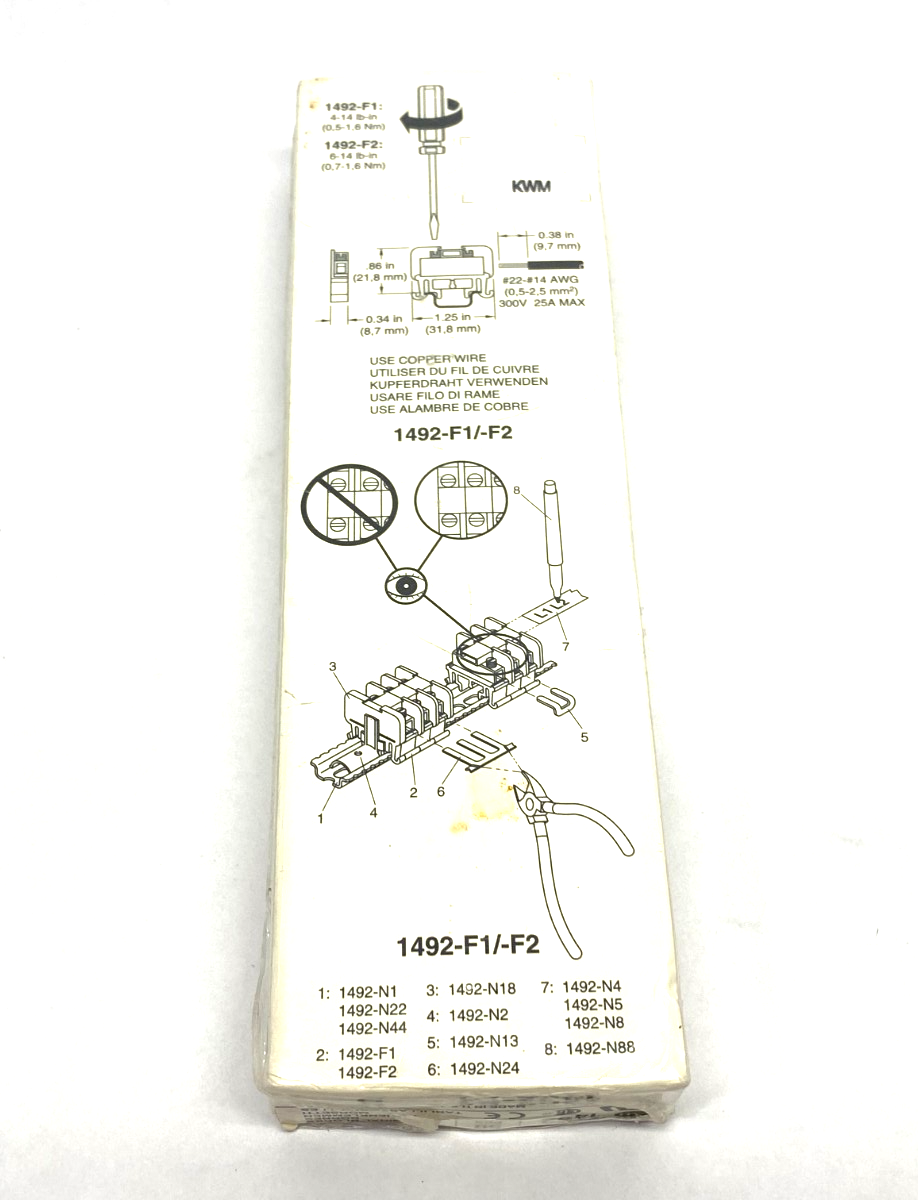 1492-F1:
4-14 lb-in
(0,5-1,6 Nm)
1492-F2:
6-14 lb-in
(0,7-1,6 Nm)
KWM
0.38 in
(9,7 mm)
.86 in
(21,8 mm)
#22-#14 AWG
(0,5-2,5 mm²)
300V 25A MAX
0.34 in
(8,7 mm)
1.25 in
(31,8 mm)
USE COPPER WIRE
UTILISER DU FIL DE CUIVRE
KUPFERDRAHT VERWENDEN
USARE FILO DI RAME
USE ALAMBRE DE COBRE
1492-F1/-F2
8
L1 L2
7
3
5
2
6
4
1
1492-F1/-F2
1: 1492-N1
1492-N22
1492-N44
2: 1492-F1
1492-F2
3: 1492-N18
4: 1492-N2
5: 1492-N13
6: 1492-N24
7: 1492-N4
1492-N5
1492-N8
8: 1492-N88